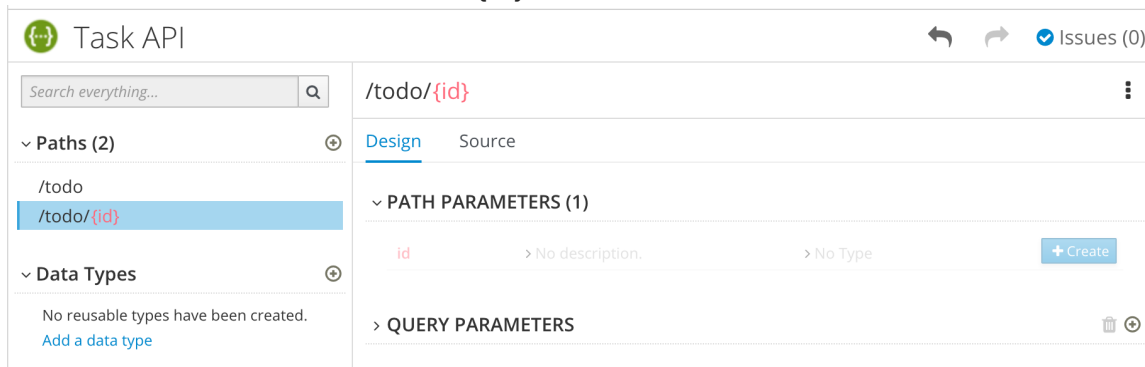 Task API
Issues (0)
Search everything...
/todo/{id}
Paths (2)
Design Source
/todo
/todo/{id}
PATH PARAMETERS (1)
id No description. No Type + Create
Data Types
No reusable types have been created.
Add a data type
QUERY PARAMETERS